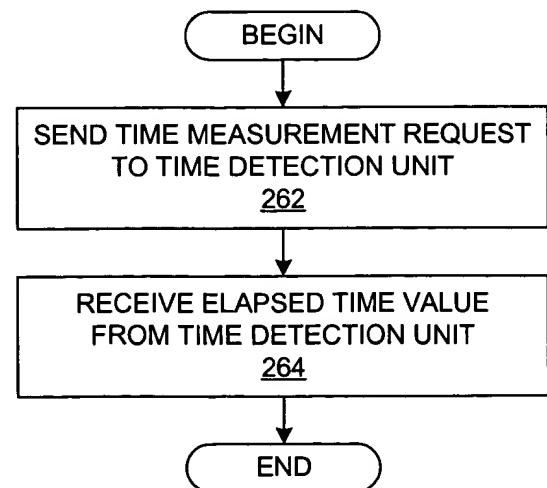 BEGIN
SEND TIME MEASUREMENT REQUEST
TO TIME DETECTION UNIT
262
RECEIVE ELAPSED TIME VALUE
FROM TIME DETECTION UNIT
264
END